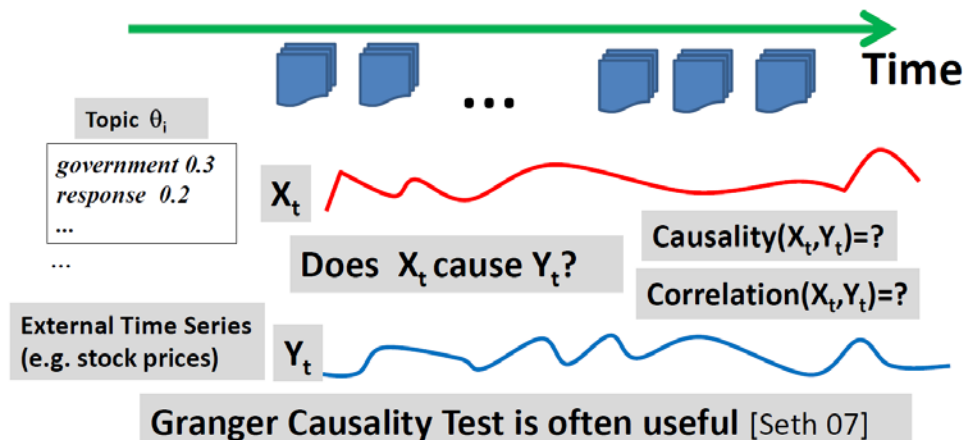 Time
...
Topic θi
government 0.3
response 0.2
...
...
Xt
Causality(Xt,Yt)=?
Does Xt cause Yt?
Correlation(Xt,Yt)=?
External Time Series
(e.g. stock prices)
Yt
Granger Causality Test is often useful [Seth 07]